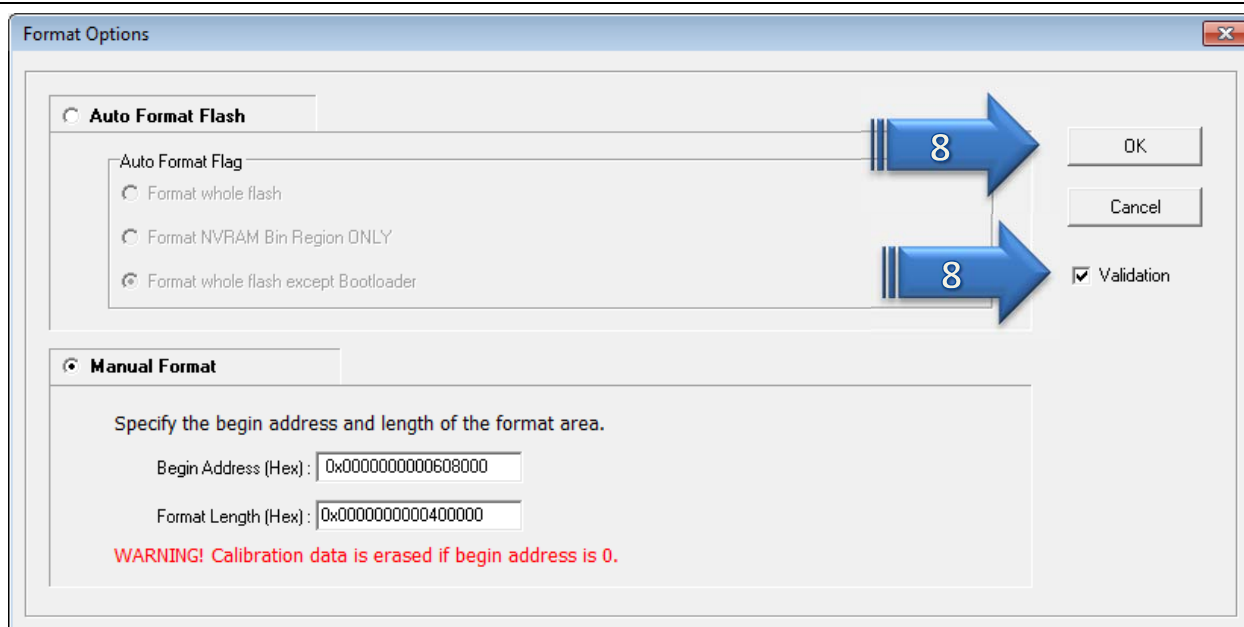 Format Options
Auto Format Flash
8
OK
Auto Format Flag
Format whole flash
Cancel
Format NVRAM Bin Region ONLY
8
Validation
Format whole flash except Bootloader
Manual Format
Specify the begin address and length of the format area.
Begin Address (Hex) : 0x0000000000608000
Format Length (Hex) : 0x0000000000400000
WARNING! Calibration data is erased if begin address is 0.